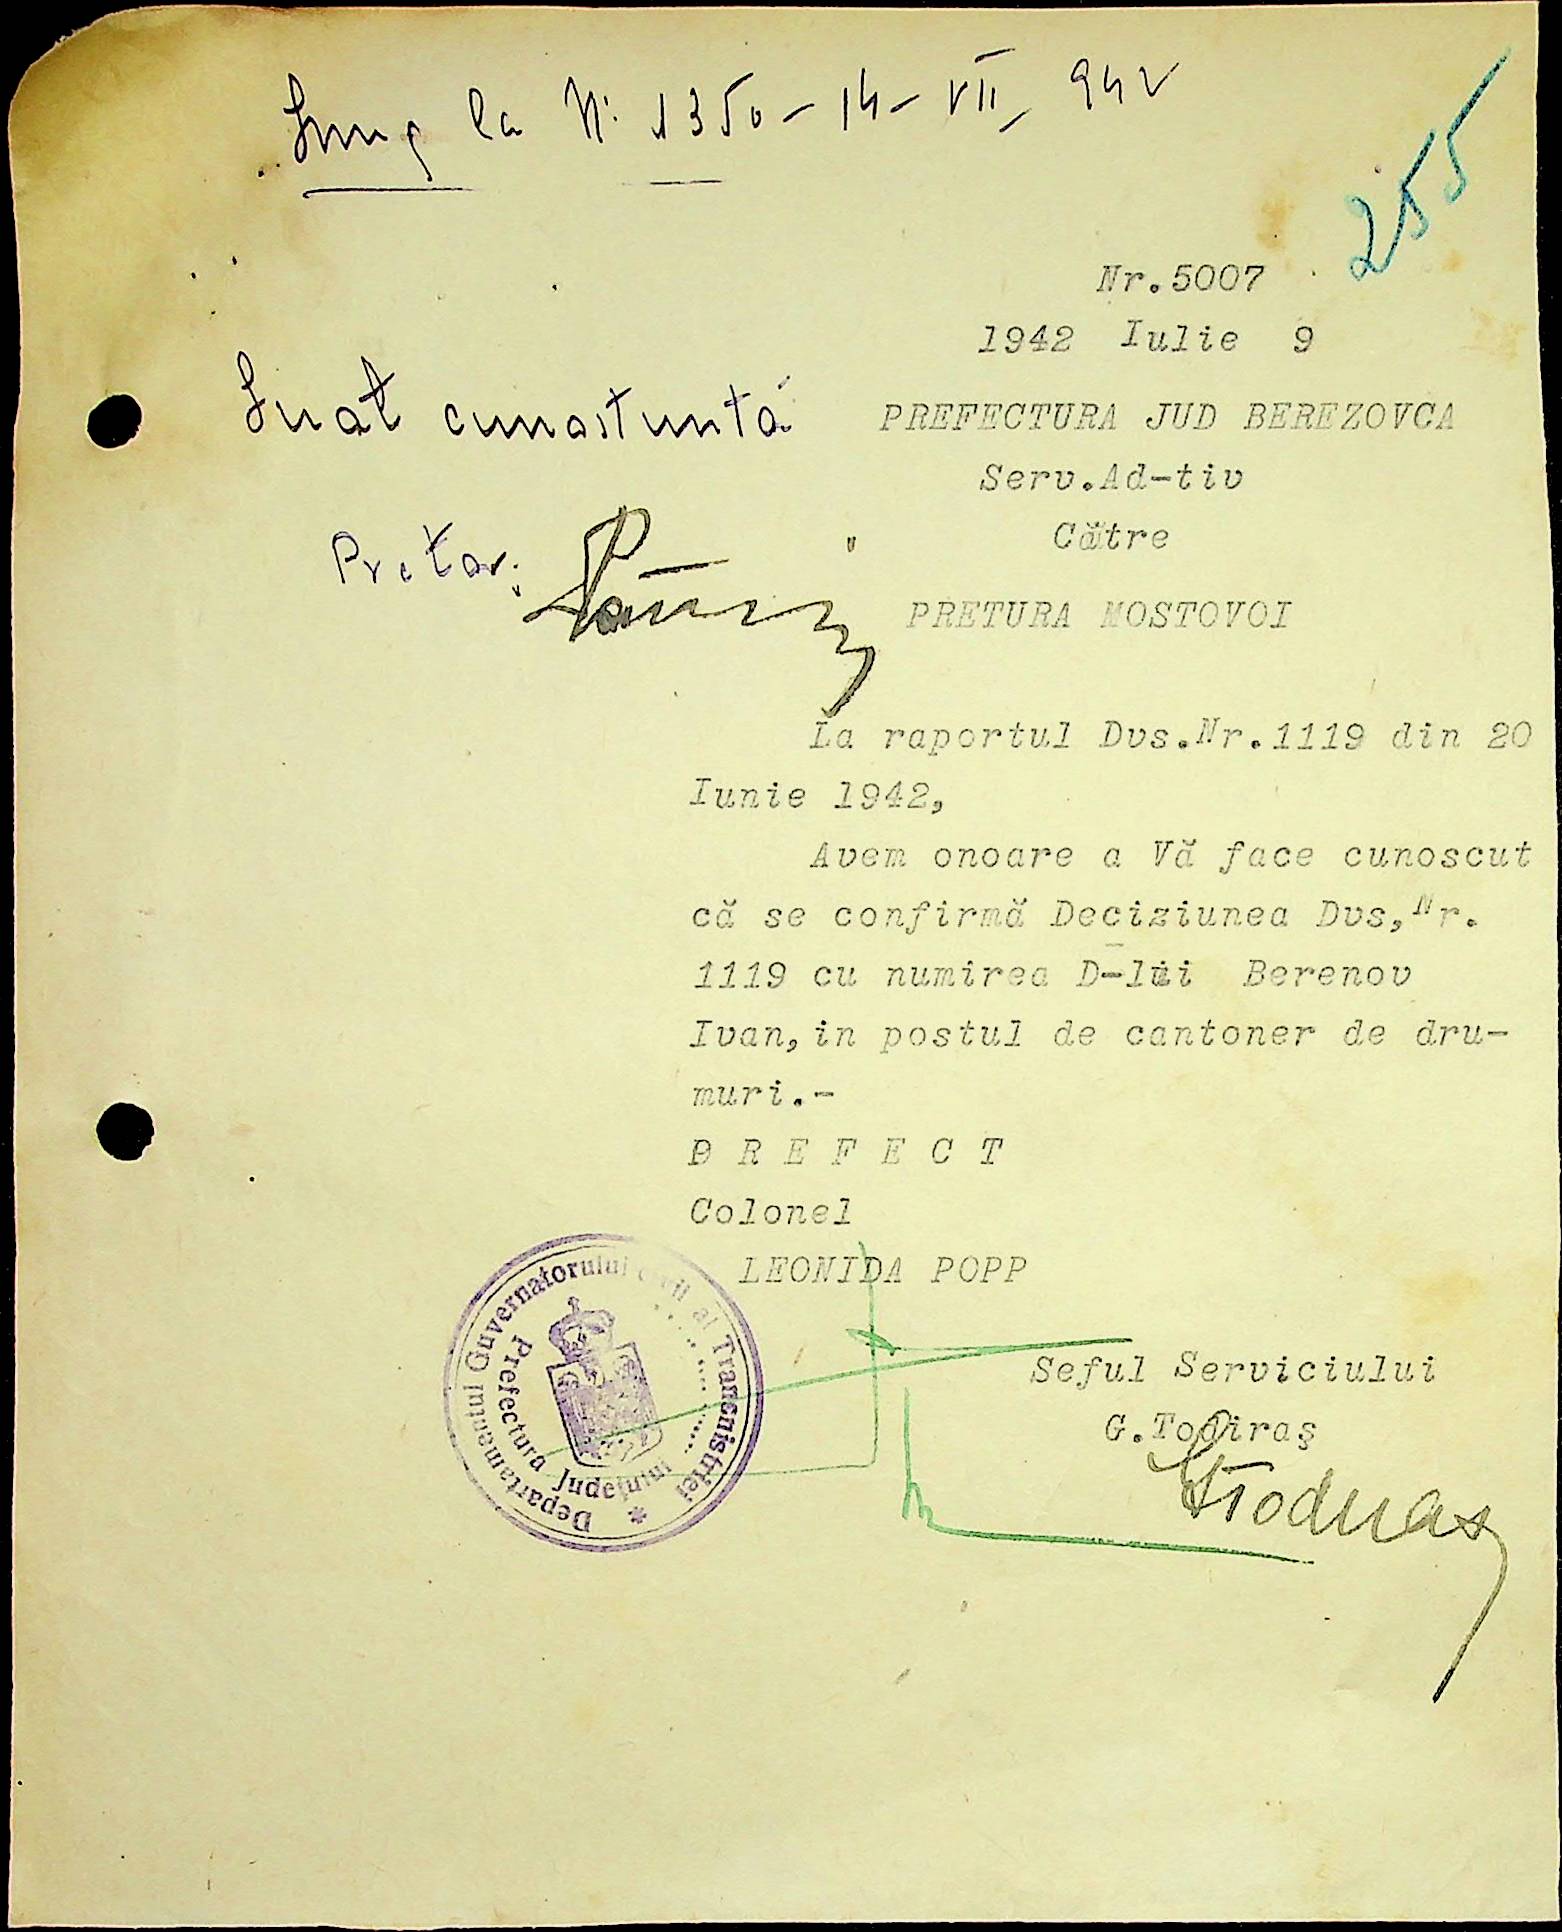 la Nr 1350 - 14 - VII, 942
255
Nr.5007
1942 Iulie 9
Luat cunostunta
PREFECTURA JUD BEREZOVCA
Serv.Ad-tiv
Către
Pretor:
PRETURA MOSTOVOI
La raportul Dvs.Nr.1119 din 20
Iunie 1942,
Avem onoare a Vă face cunoscut
că se confirmă Deciziunea Dvs,Nr.
1119 cu numirea D-lui Berenov
Ivan,in postul de cantoner de dru-
muri.-
P R E F E C T
Colonel
LEONIDA POPP
Departamentul Guvernatorului civil al Transnistriei
Prefectura Județului
Seful Serviciului
G.Todiraş
GTodiras